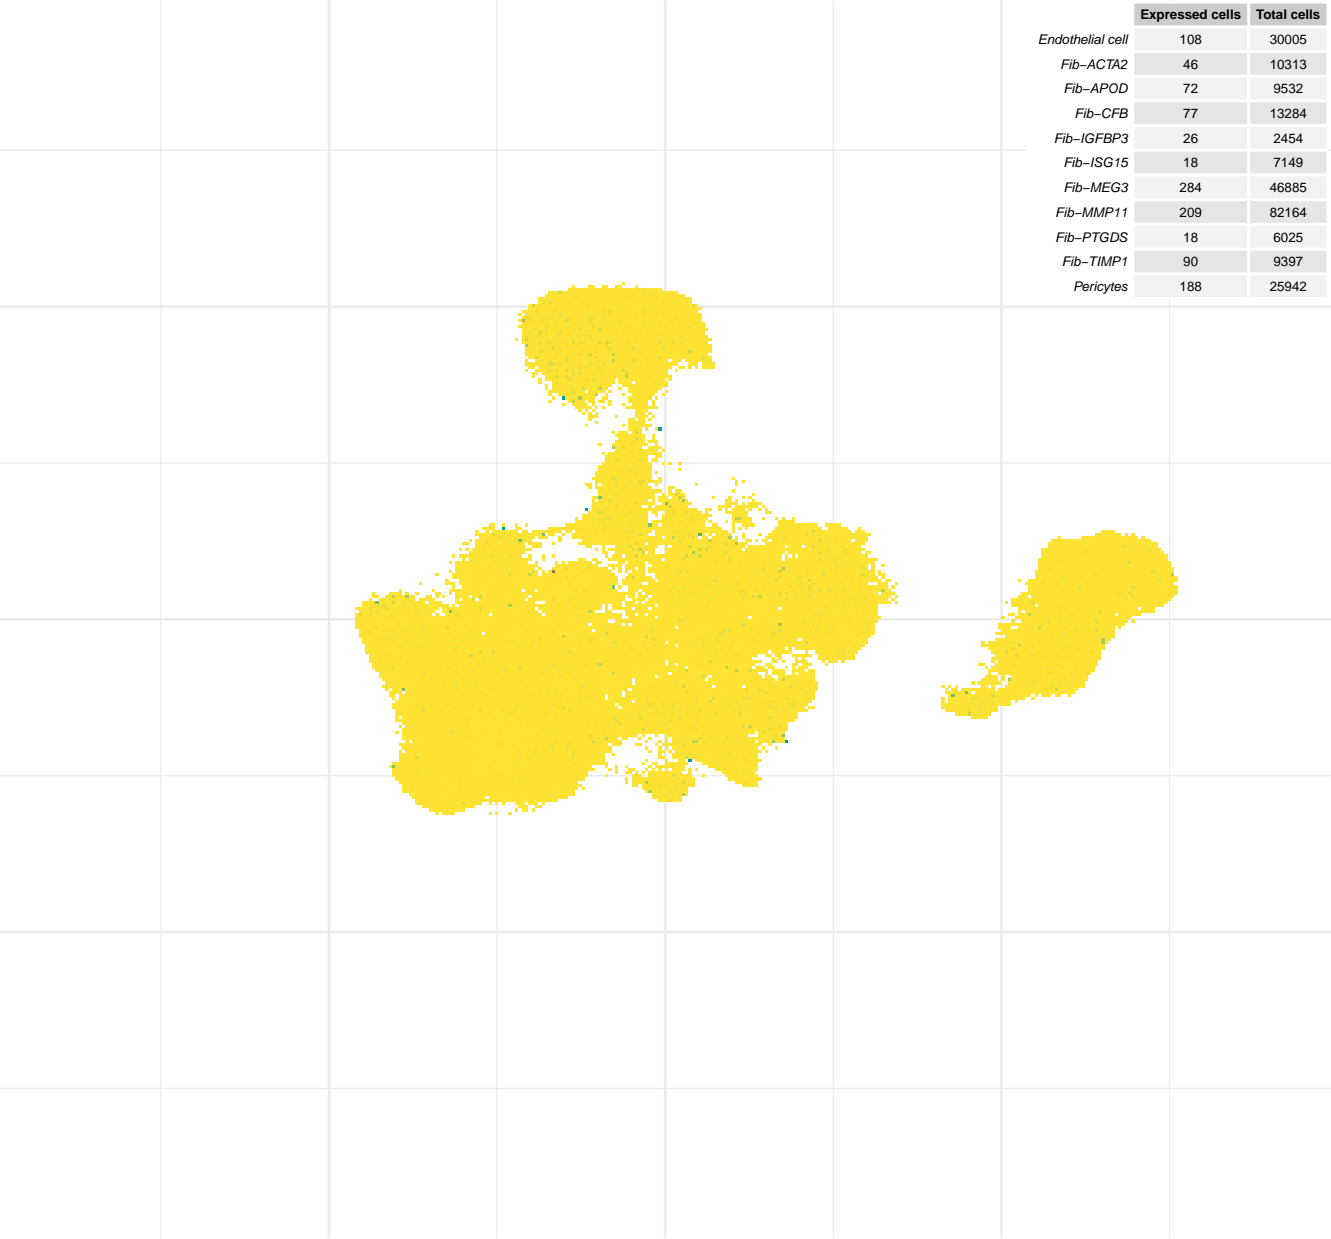 Expressed cells Total cells
Endothelial cell 108 30005
Fib−ACTA2 46 10313
Fib−APOD 72 9532
Fib−CFB 77 13284
Fib−IGFBP3 26 2454
Fib−ISG15 18 7149
Fib−MEG3 284 46885
Fib−MMP11 209 82164
Fib−PTGDS 18 6025
Fib−TIMP1 90 9397
Pericytes 188 25942